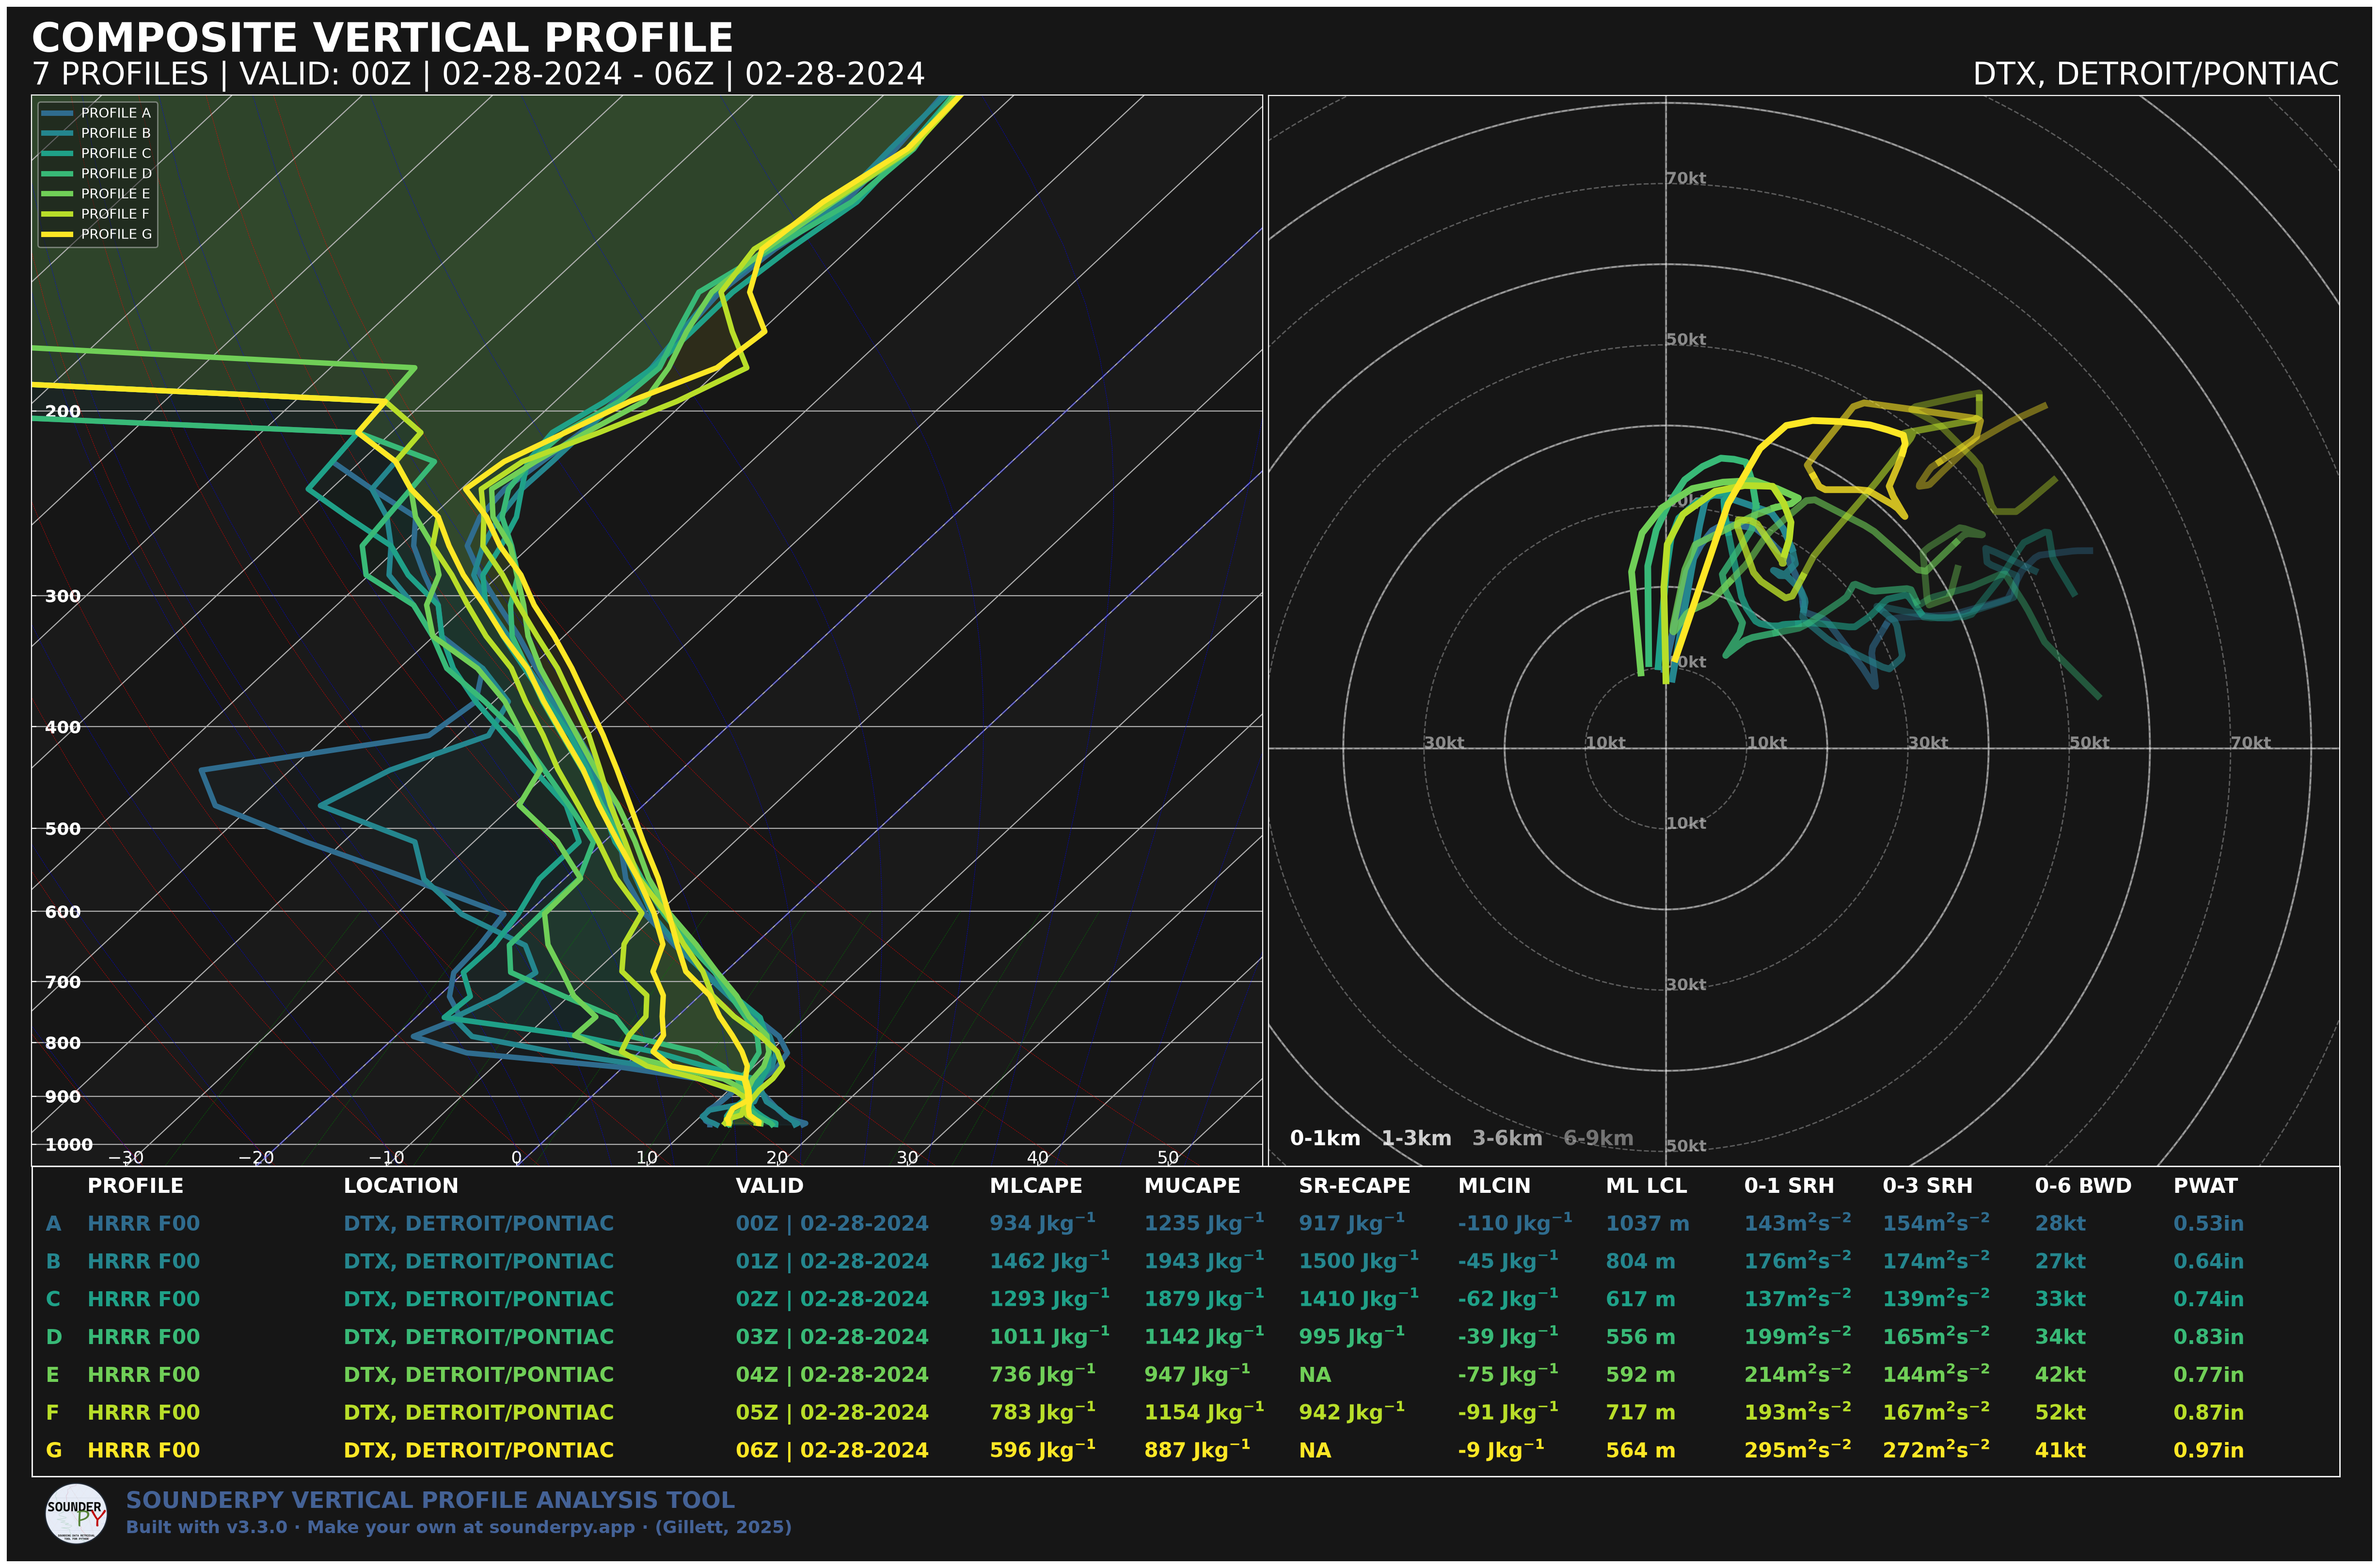 COMPOSITE VERTICAL PROFILE
7 PROFILES | VALID: 00Z | 02-28-2024 - 06Z | 02-28-2024
DTX, DETROIT/PONTIAC
PROFILE A
PROFILE B
PROFILE C
PROFILE D
PROFILE E
PROFILE F
PROFILE G
200
300
400
500
600
700
800
900
1000
−30 −20 −10 0 10 20 30 40 50
70kt
50kt
30kt 10kt 10kt 30kt 50kt 70kt
10kt
30kt
50kt
0-1km 1-3km 3-6km 6-9km
PROFILE LOCATION VALID MLCAPE MUCAPE SR-ECAPE MLCIN ML LCL 0-1 SRH 0-3 SRH 0-6 BWD PWAT
A HRRR F00 DTX, DETROIT/PONTIAC 00Z | 02-28-2024 934 Jkg⁻¹ 1235 Jkg⁻¹ 917 Jkg⁻¹ -110 Jkg⁻¹ 1037 m 143m²s⁻² 154m²s⁻² 28kt 0.53in
B HRRR F00 DTX, DETROIT/PONTIAC 01Z | 02-28-2024 1462 Jkg⁻¹ 1943 Jkg⁻¹ 1500 Jkg⁻¹ -45 Jkg⁻¹ 804 m 176m²s⁻² 174m²s⁻² 27kt 0.64in
C HRRR F00 DTX, DETROIT/PONTIAC 02Z | 02-28-2024 1293 Jkg⁻¹ 1879 Jkg⁻¹ 1410 Jkg⁻¹ -62 Jkg⁻¹ 617 m 137m²s⁻² 139m²s⁻² 33kt 0.74in
D HRRR F00 DTX, DETROIT/PONTIAC 03Z | 02-28-2024 1011 Jkg⁻¹ 1142 Jkg⁻¹ 995 Jkg⁻¹ -39 Jkg⁻¹ 556 m 199m²s⁻² 165m²s⁻² 34kt 0.83in
E HRRR F00 DTX, DETROIT/PONTIAC 04Z | 02-28-2024 736 Jkg⁻¹ 947 Jkg⁻¹ NA -75 Jkg⁻¹ 592 m 214m²s⁻² 144m²s⁻² 42kt 0.77in
F HRRR F00 DTX, DETROIT/PONTIAC 05Z | 02-28-2024 783 Jkg⁻¹ 1154 Jkg⁻¹ 942 Jkg⁻¹ -91 Jkg⁻¹ 717 m 193m²s⁻² 167m²s⁻² 52kt 0.87in
G HRRR F00 DTX, DETROIT/PONTIAC 06Z | 02-28-2024 596 Jkg⁻¹ 887 Jkg⁻¹ NA -9 Jkg⁻¹ 564 m 295m²s⁻² 272m²s⁻² 41kt 0.97in
SOUNDER
PY
SOUNDERPY VERTICAL PROFILE ANALYSIS TOOL
Built with v3.3.0 · Make your own at sounderpy.app · (Gillett, 2025)